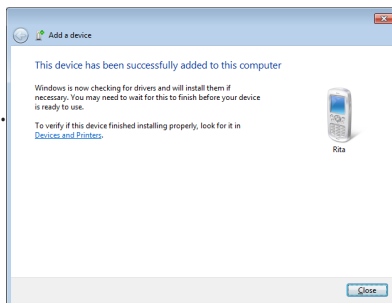 Add a device
This device has been successfully added to this computer
Windows is now checking for drivers and will install them if
necessary. You may need to wait for this to finish before your device
is ready to use.
To verify if this device finished installing properly, look for it in
Devices and Printers.
Rita
Close